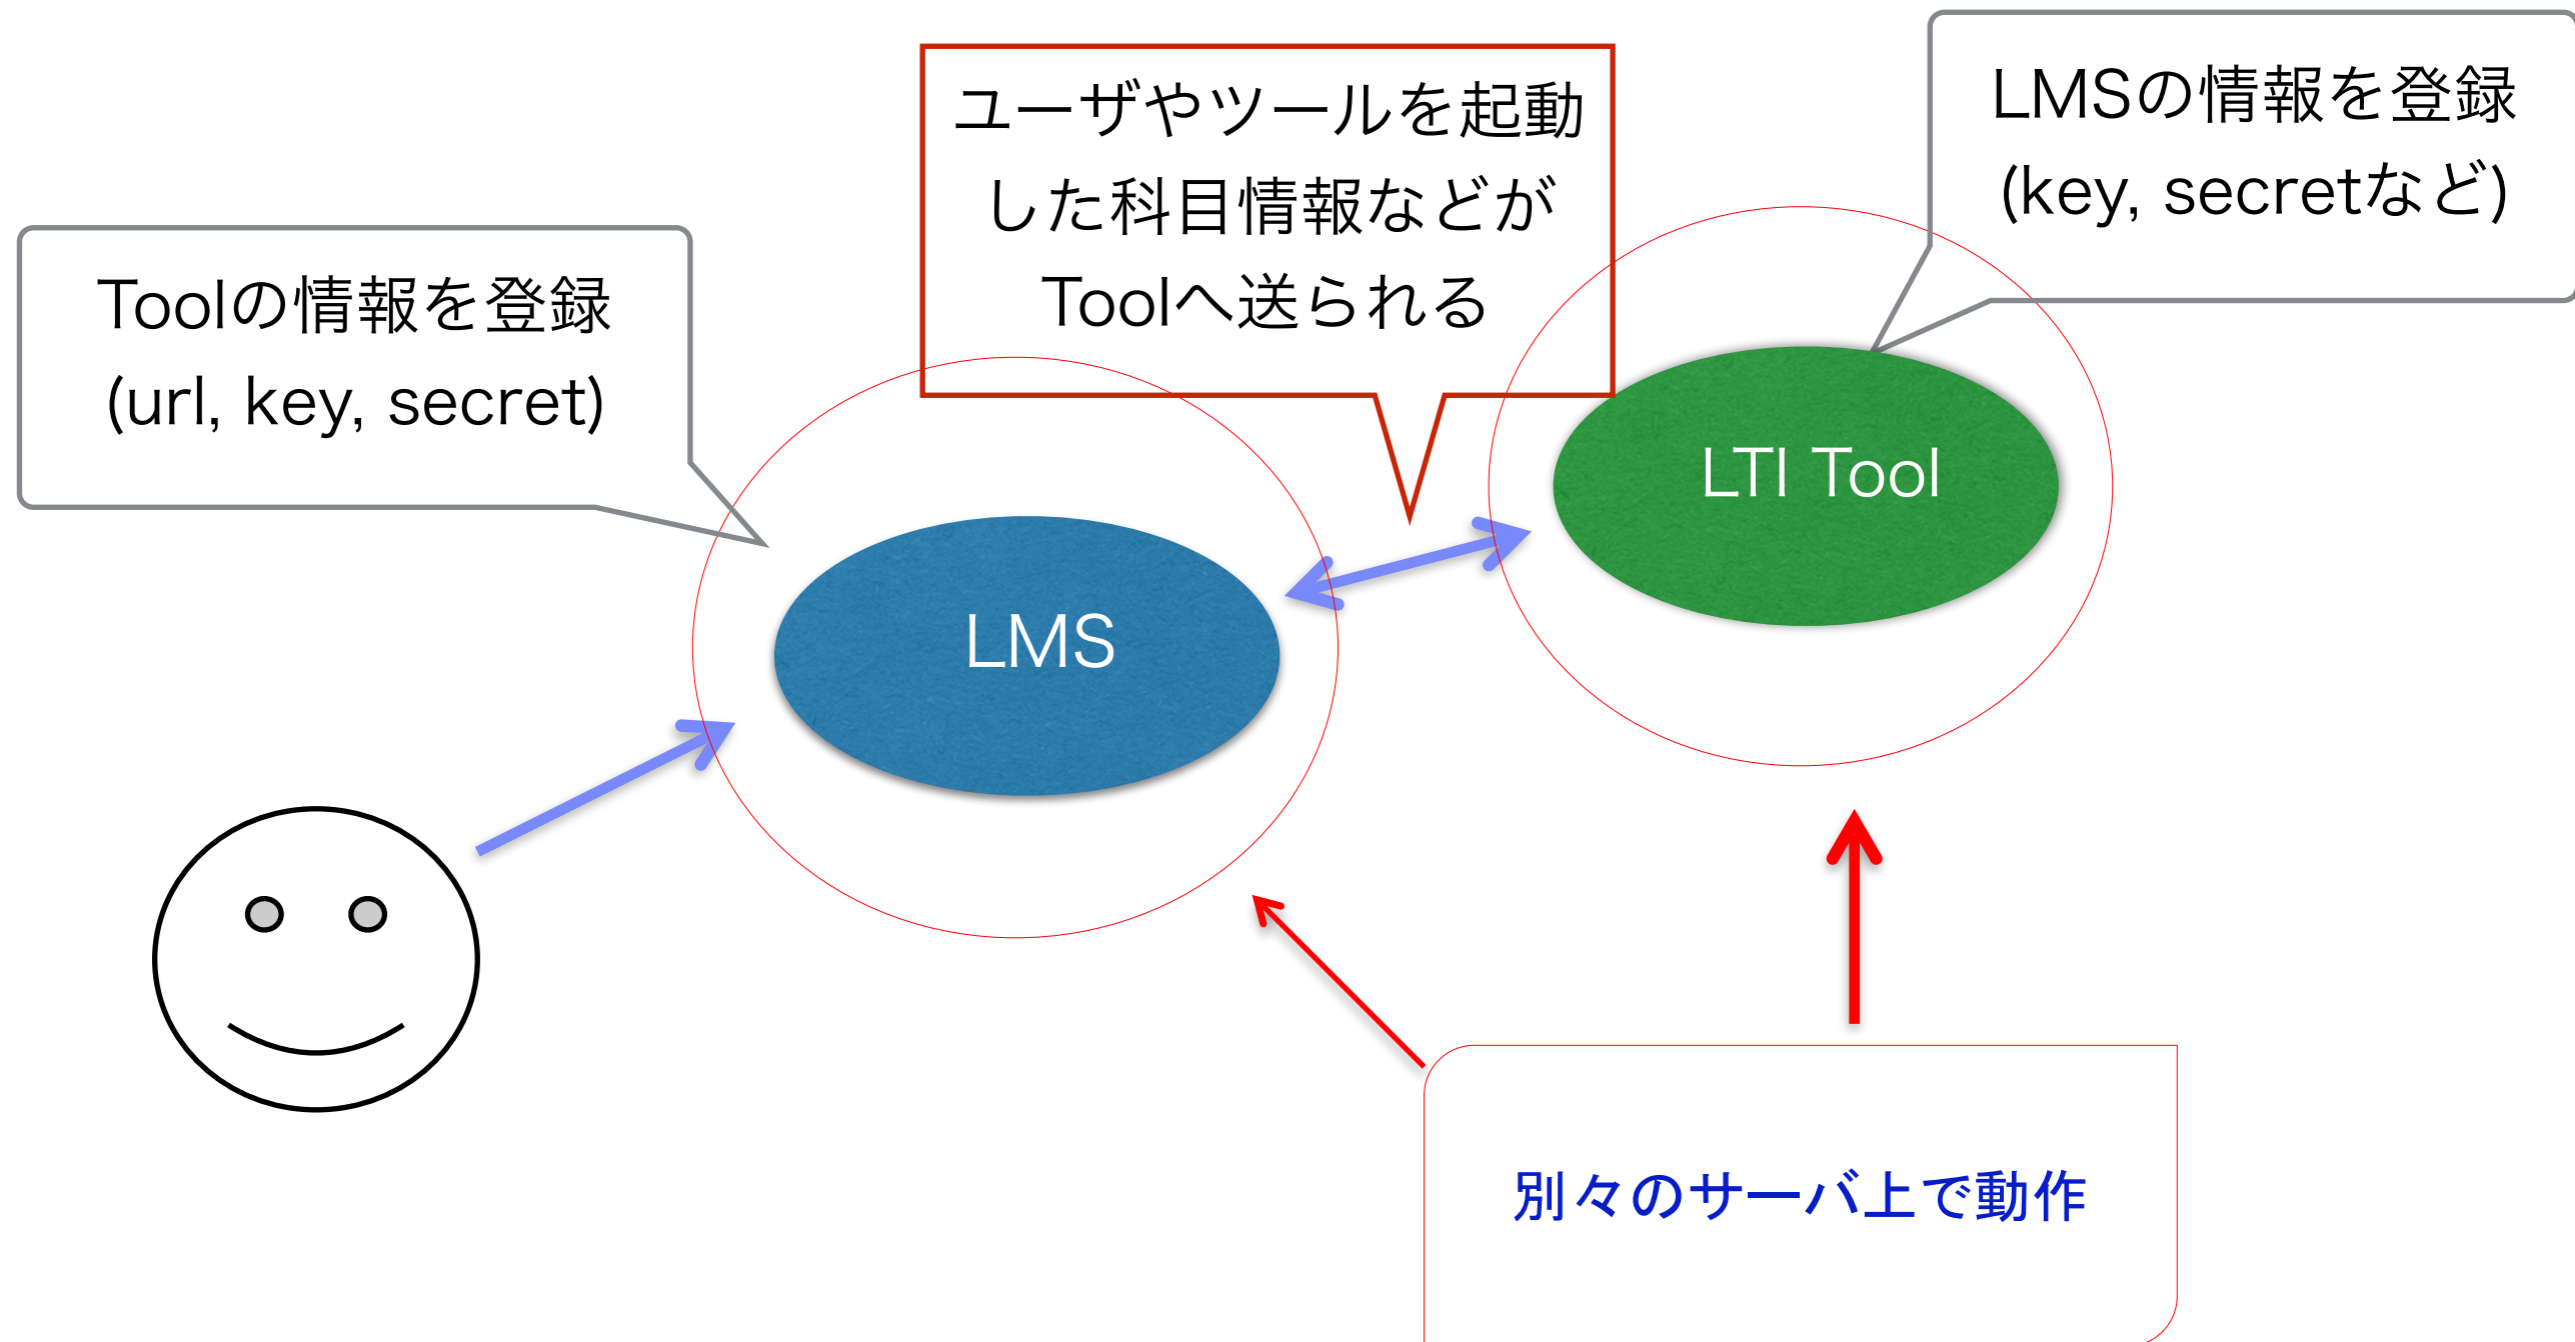 ユーザやツールを起動
した科目情報などが
Toolへ送られる
LMSの情報を登録
(key, secretなど)
Toolの情報を登録
(url, key, secret)
LTI Tool
LMS
別々のサーバ上で動作